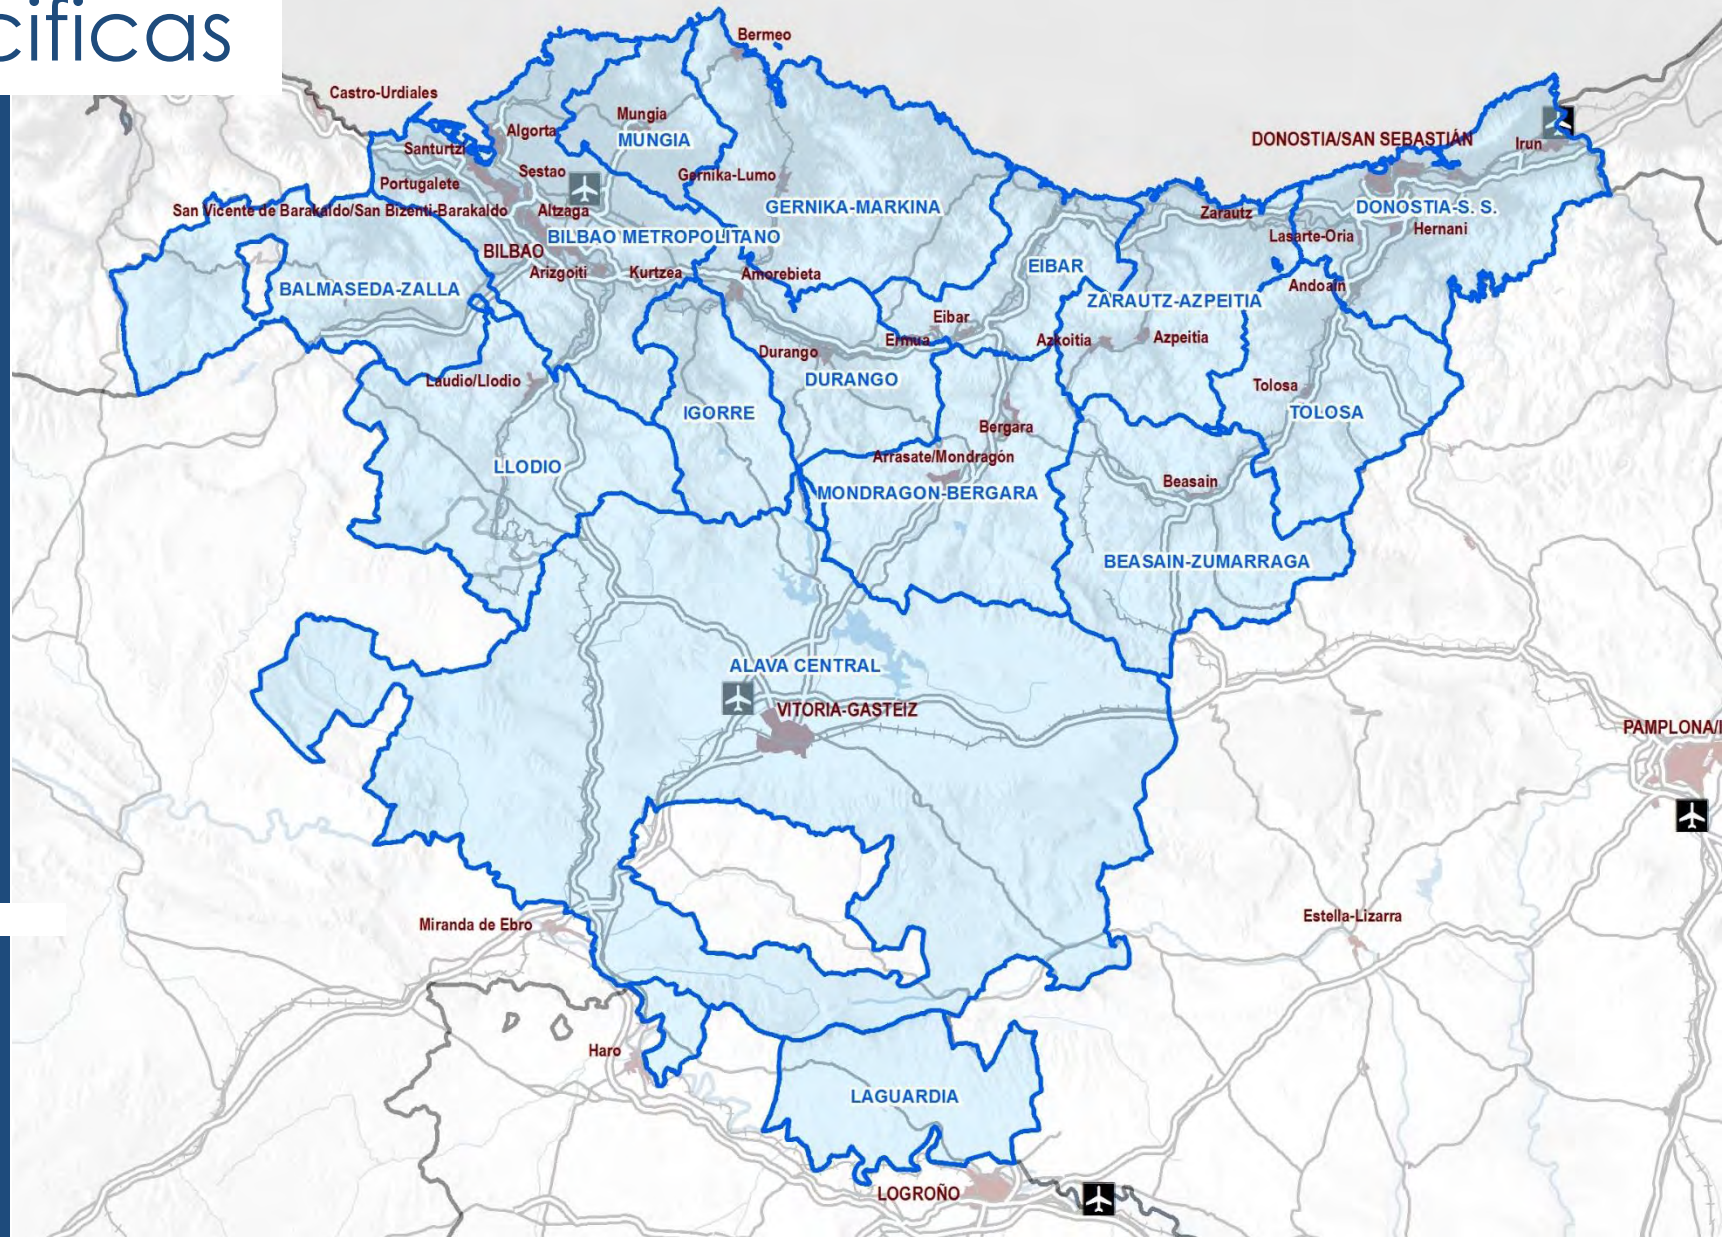 cificas
Bermeo
Castro-Urdiales
Mungia
Algorta
MUNGIA
DONOSTIA/SAN SEBASTIÁN
Irun
Santurtzi
Sestao
Gernika-Lumo
Portugalete
San Vicente de Barakaldo/San Bizenti-Barakaldo
Altzaga
GERNIKA-MARKINA
Zarautz
DONOSTIA-S. S.
Hernani
BILBAO METROPOLITANO
Lasarte-Oria
BILBAO
Arizgoiti
Kurtzea
Amorebieta
EIBAR
BALMASEDA-ZALLA
Andoain
ZARAUTZ-AZPEITIA
Eibar
Ermua
Azkoitia
Azpeitia
Durango
DURANGO
Laudio/Llodio
Tolosa
IGORRE
TOLOSA
Bergara
Arrasate/Mondragón
LLODIO
MONDRAGON-BERGARA
Beasain
BEASAIN-ZUMARRAGA
ALAVA CENTRAL
VITORIA-GASTEIZ
PAMPLONA/I
Miranda de Ebro
Estella-Lizarra
Haro
LAGUARDIA
LOGROÑO